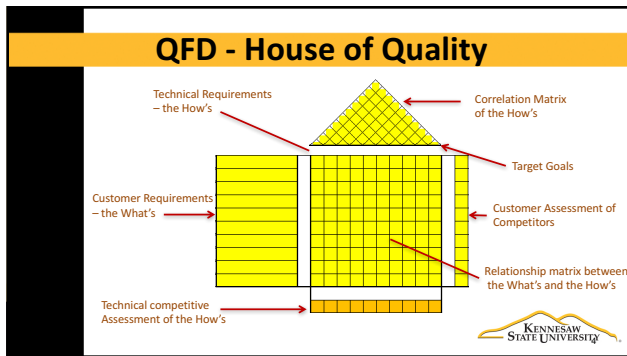 QFD - House of Quality
Technical Requirements
– the How's
Correlation Matrix
of the How's
Target Goals
Customer Requirements
– the What's
Customer Assessment of
Competitors
Relationship matrix between
the What's and the How's
Technical competitive
Assessment of the How's
KENNESAW
STATE UNIVERSITY
4